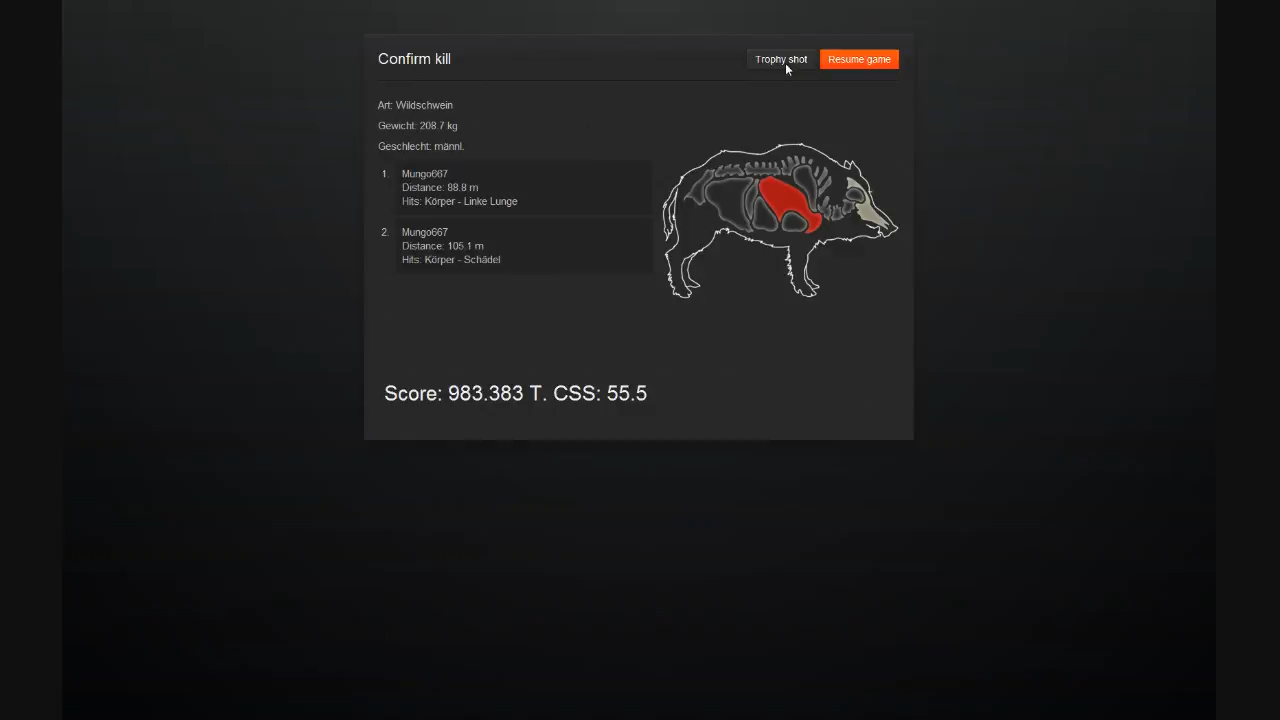 Confirm kill
Trophy shot
Resume game
Art: Wildschwein
Gewicht: 208.7 kg
Geschlecht: männl.
1. Mungo667
Distance: 88.8 m
Hits: Körper - Linke Lunge
2. Mungo667
Distance: 105.1 m
Hits: Körper - Schädel
Score: 983.383 T. CSS: 55.5